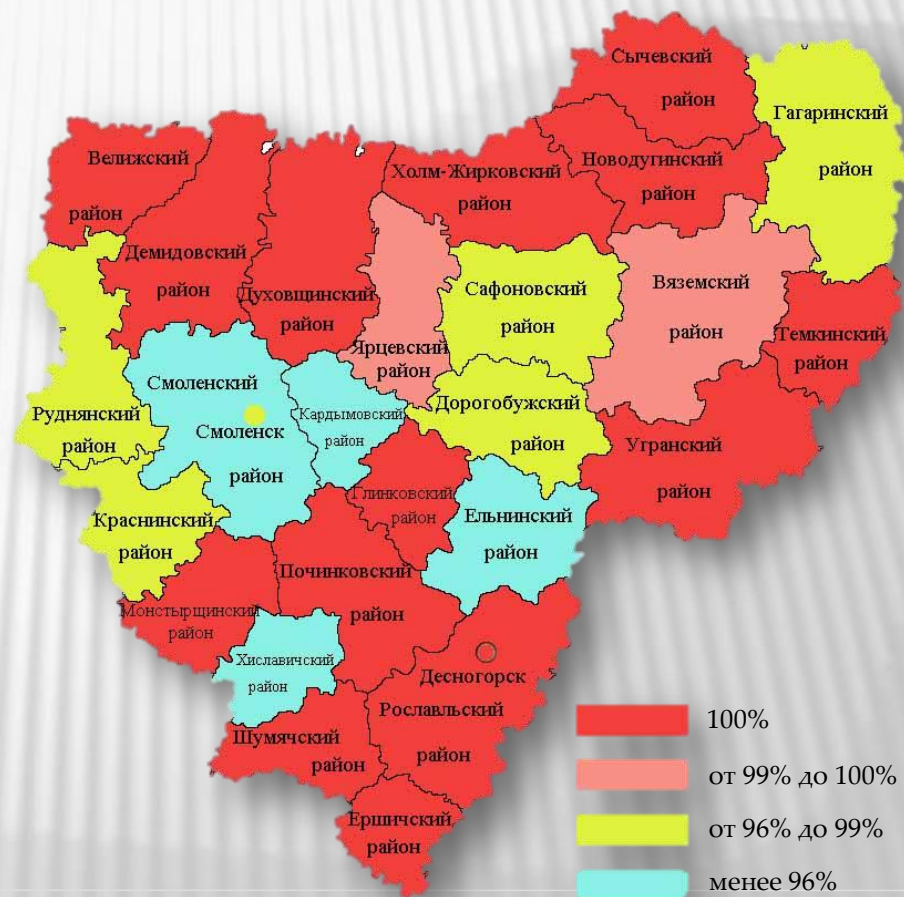 Сычевский
район
Гагаринский
район
Велижский
район
Холм-Жирковский
район
Новодугинский
район
Демидовский
район
Духовщинский
район
Ярцевский
район
Сафоновский
район
Вяземский
район
Темкинский
район
Руднянский
район
Смоленский
Смоленск
район
Кардымовский
район
Дорогобужский
район
Угранский
район
Краснинский
район
Глинковский
район
Ельнинский
район
Починковский
район
Монстырщинский
район
Хиславичский
район
Десногорск
Рославльский
район
Шумячский
район
Ершичский
район
100%
от 99% до 100%
от 96% до 99%
менее 96%